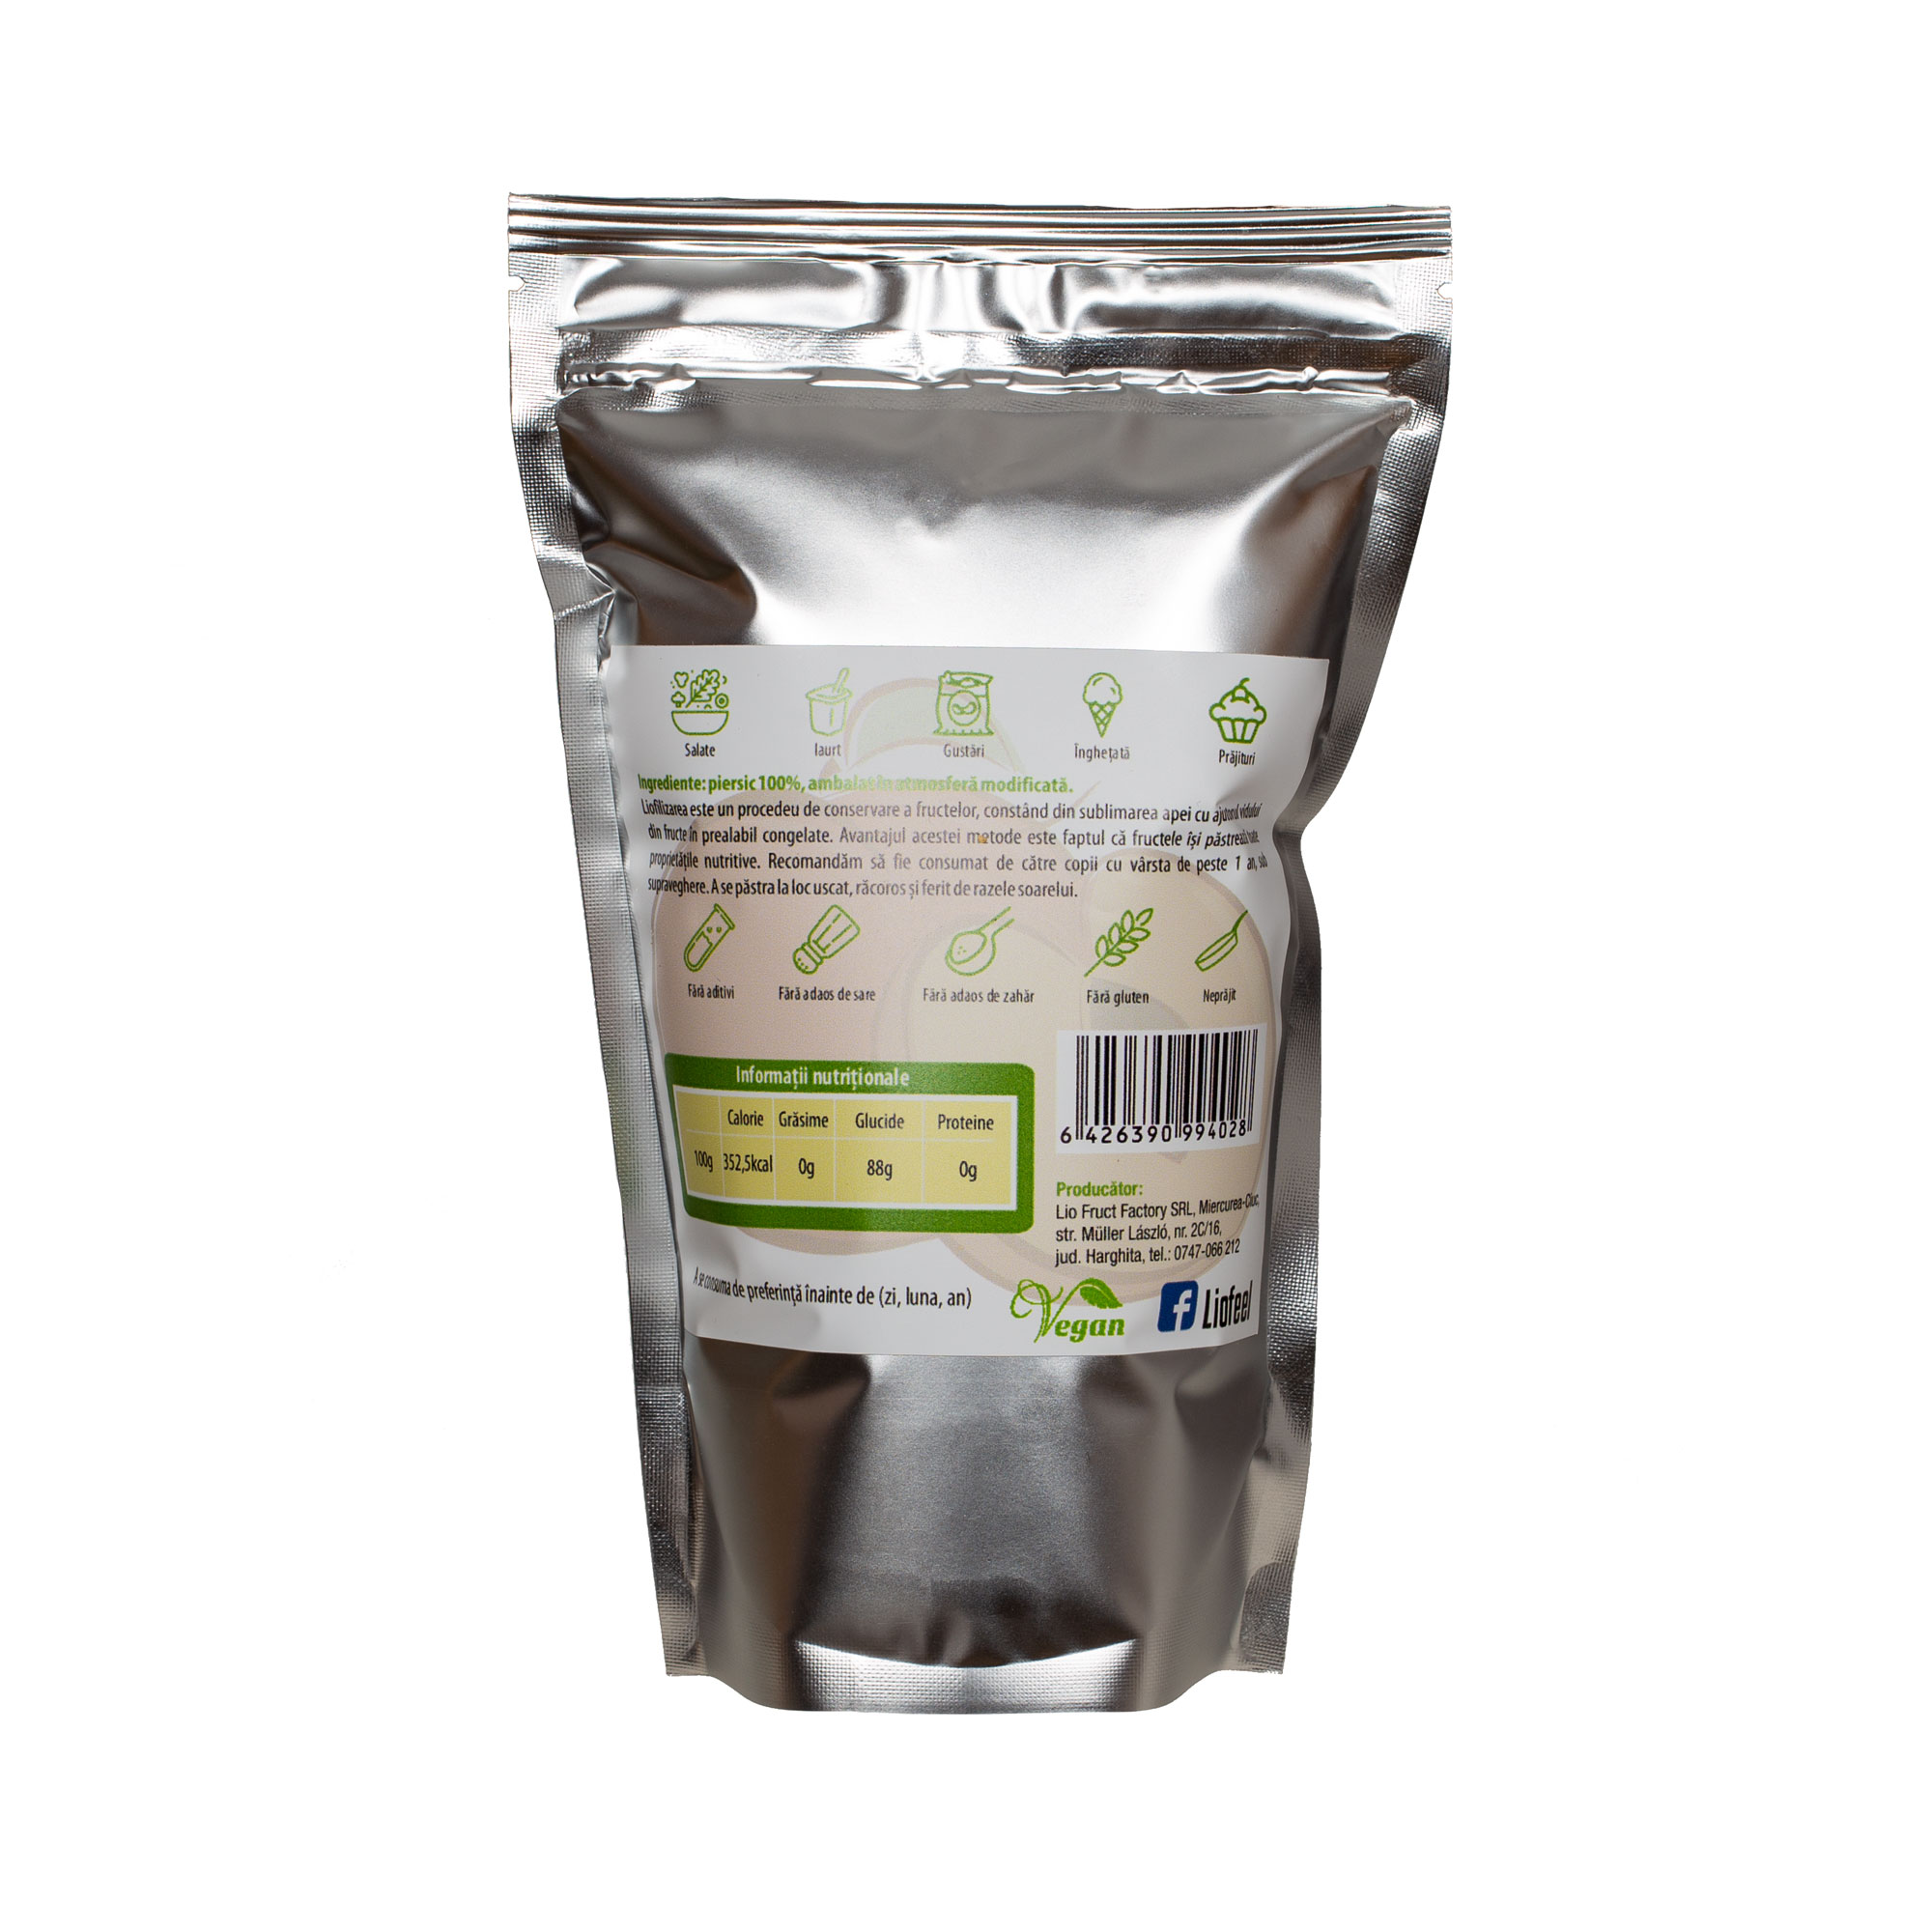 Salate Iaurt Gustări Înghețată Prăjituri
Ingrediente: piersic 100%, ambalat în atmosferă modificată.
Liofilizarea este un procedeu de conservare a fructelor, constând din sublimarea apei cu ajutorul vidului
din fructe în prealabil congelate. Avantajul acestei metode este faptul că fructele își păstrează toate
proprietățile nutritive. Recomandăm să fie consumat de către copii cu vârsta de peste 1 an, sub
supraveghere. A se păstra la loc uscat, răcoros și ferit de razele soarelui.
Fără aditivi Fără adaos de sare Fără adaos de zahăr Fără gluten Neprăjit
Informații nutriționale
Calorie Grăsime Glucide Proteine
100g 352,5kcal 0g 88g 0g
6 426390 994028
Producător:
Lio Fruct Factory SRL, Miercurea-Ciuc,
str. Müller László, nr. 2C/16,
jud. Harghita, tel.: 0747-066 212
A se consuma de preferință înainte de (zi, luna, an)
Vegan
f Liofeel